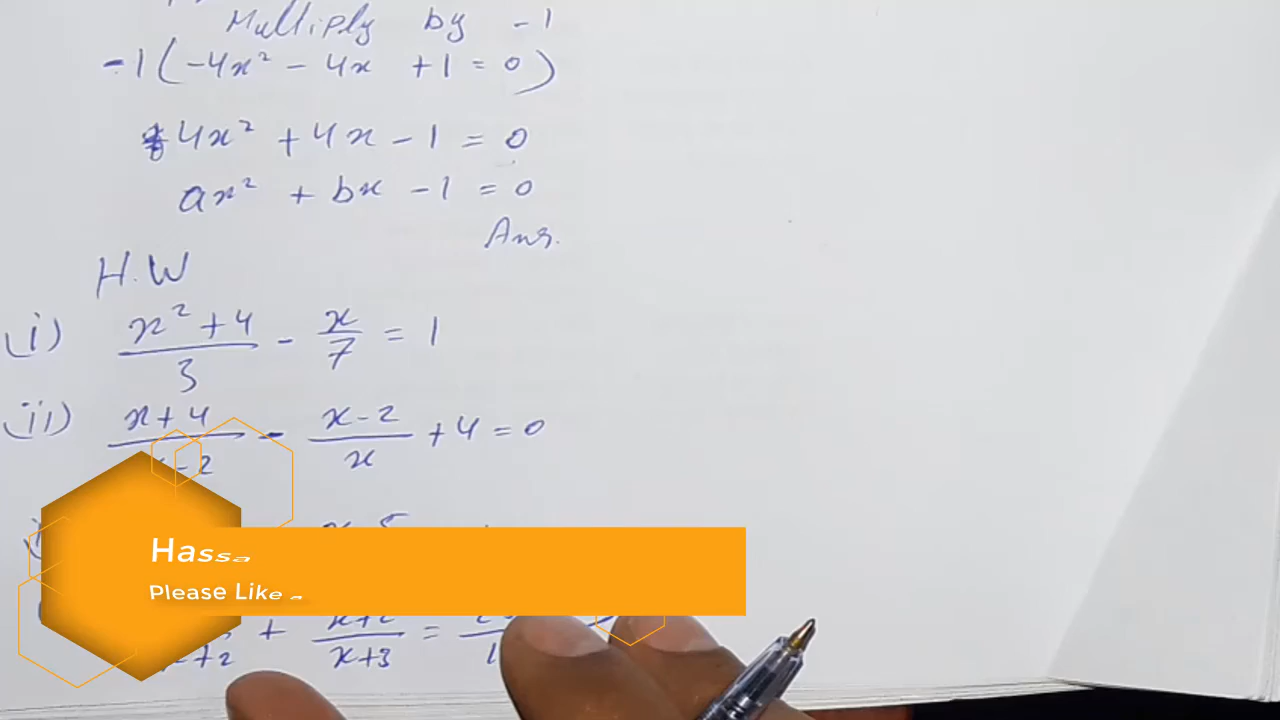 Multiply by -1
-1(-4x² - 4x + 1 = 0)
4x² + 4x - 1 = 0
ax² + bx - 1 = 0
Ans.
H.W
(i) x²+4/3 - x/7 = 1
(ii) x+4/x-2 - x-2/x + 4 = 0
Hassa
Please Like a
+ x+2/x+3 =